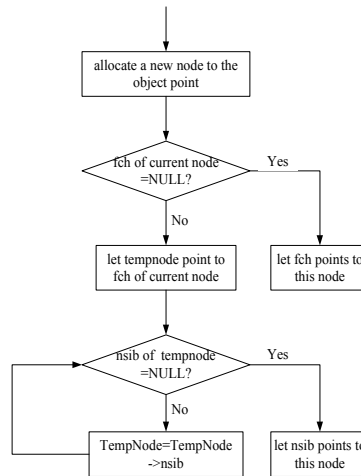 allocate a new node to the
object point
fch of current node
=NULL?
Yes
No
let tempnode point to
fch of current node
let fch points to
this node
nsib of tempnode
=NULL?
Yes
No
TempNode=TempNode
->nsib
let nsib points to
this node